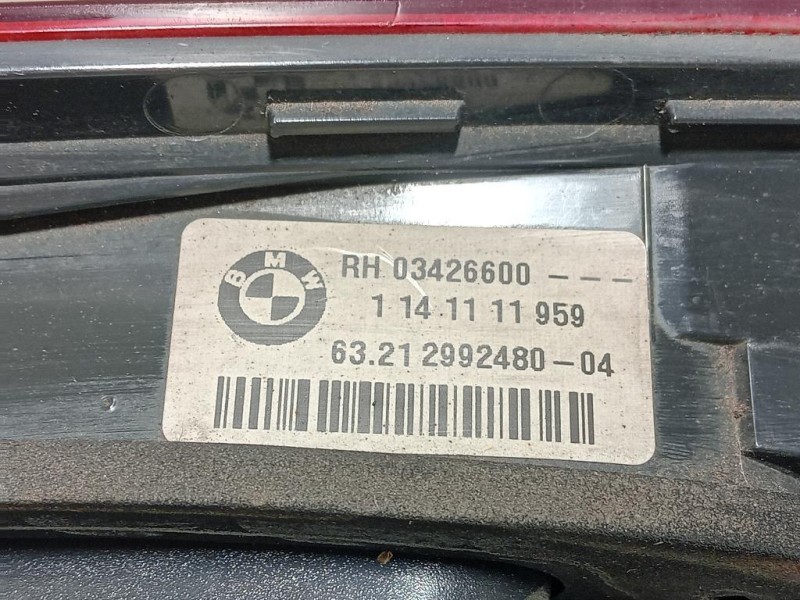 BMW
RH 03426600 ---
1 14 11 11 959
63.21 2992480-04